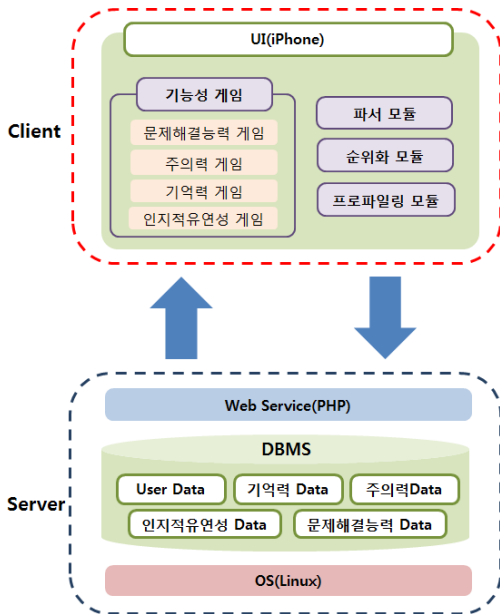 UI(iPhone)
Client
기능성 게임
문제해결능력 게임
주의력 게임
기억력 게임
인지적유연성 게임
파서 모듈
순위화 모듈
프로파일링 모듈
Server
Web Service(PHP)
DBMS
User Data
기억력 Data
주의력Data
인지적유연성 Data
문제해결능력 Data
OS(Linux)